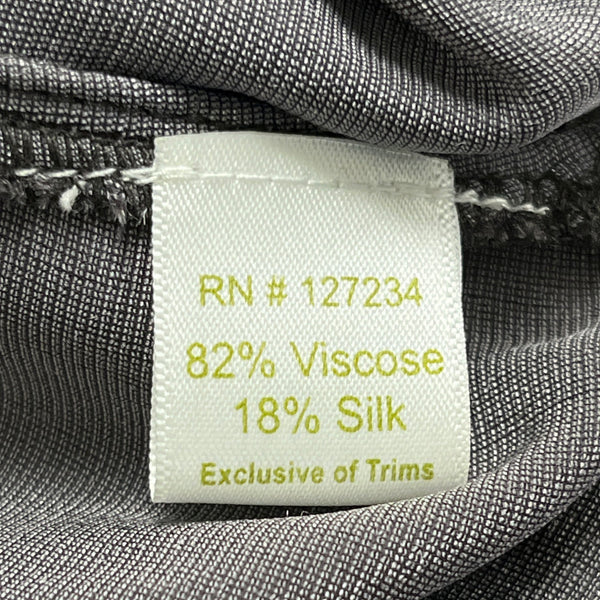 RN # 127234
82% Viscose
18% Silk
Exclusive of Trims